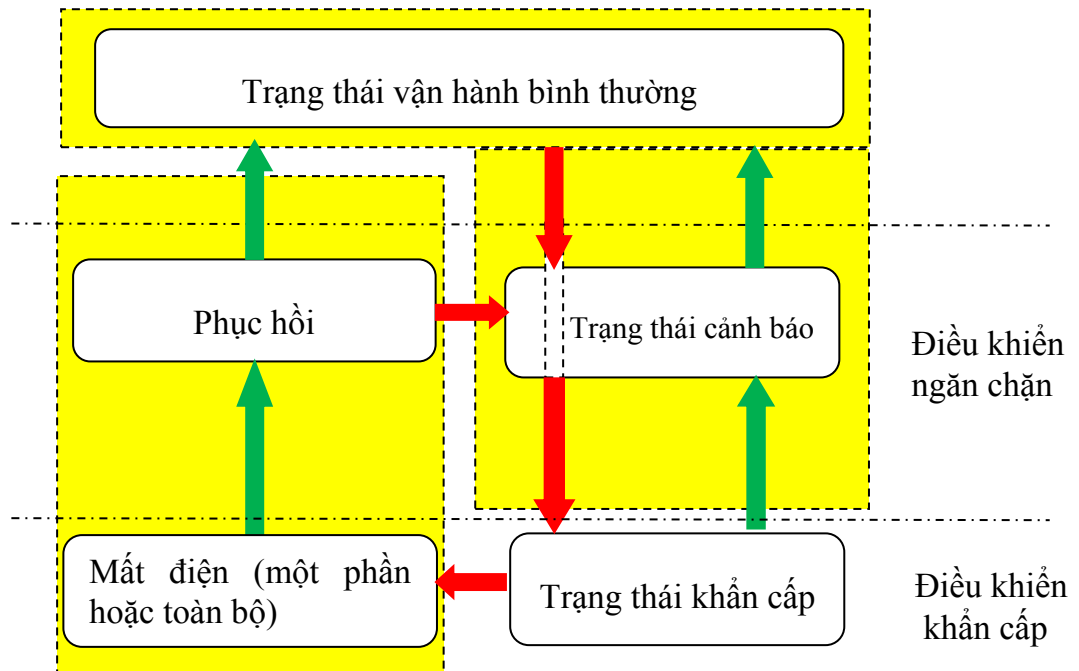 Trạng thái vận hành bình thường
Phục hồi
Trạng thái cảnh báo
Điều khiển
ngăn chặn
Mất điện (một phần
hoặc toàn bộ)
Trạng thái khẩn cấp
Điều khiển
khẩn cấp